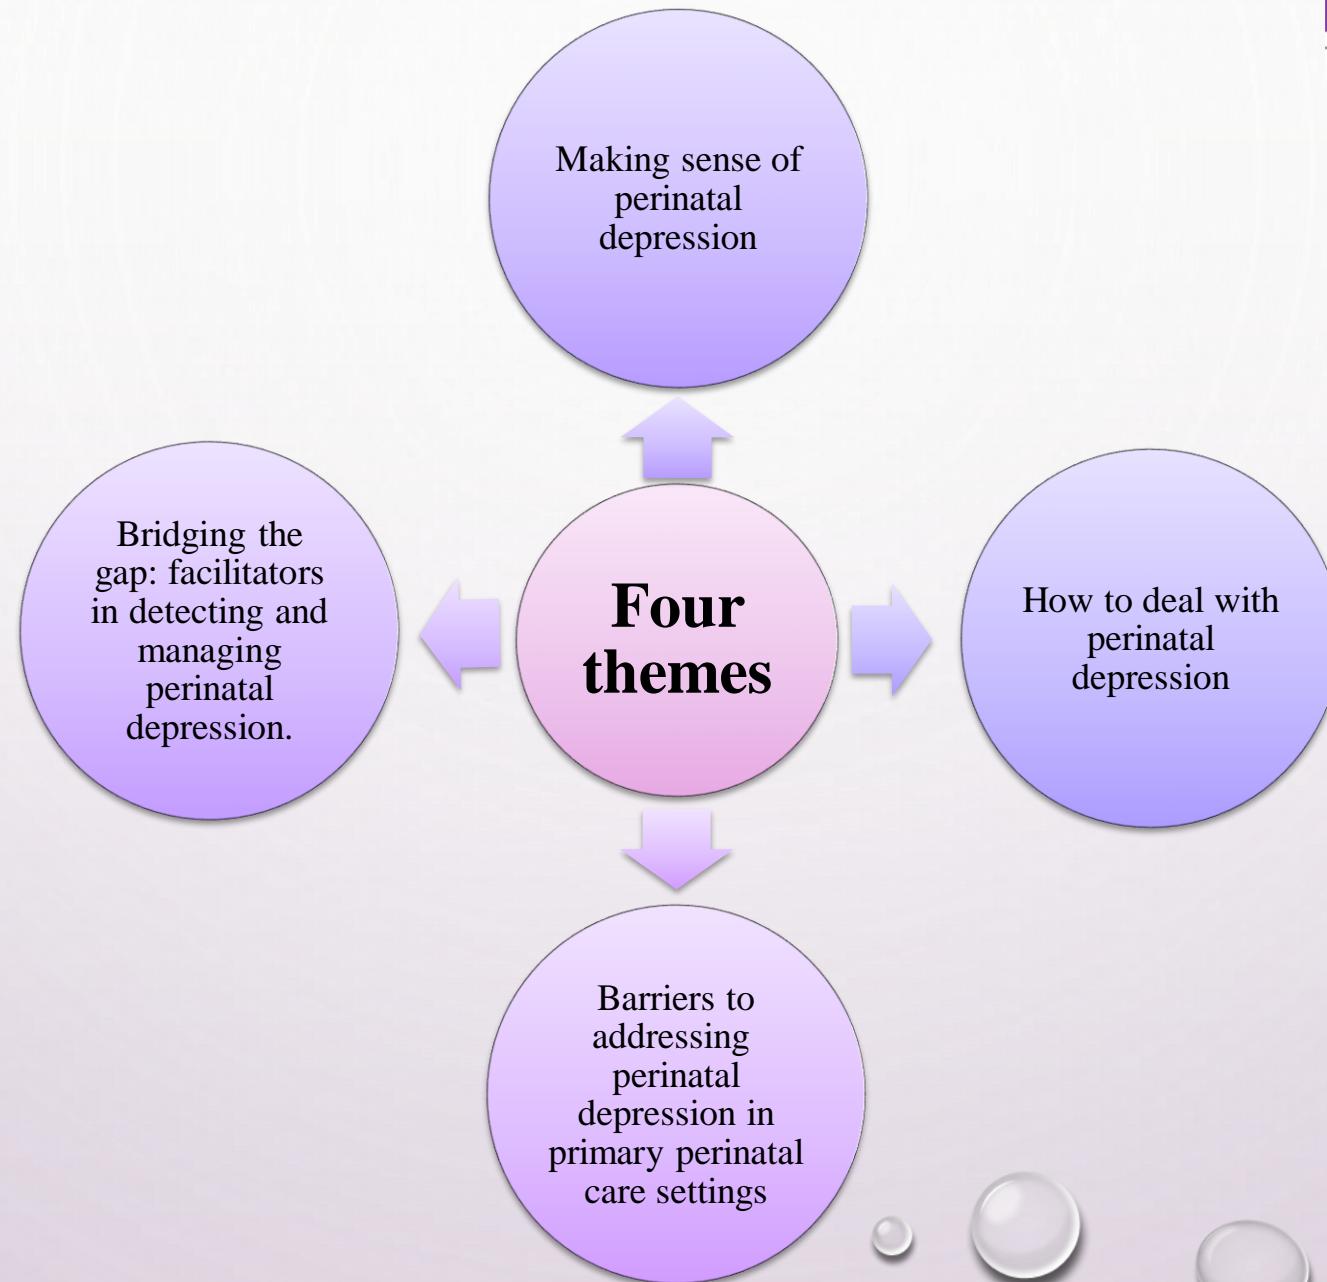 Making sense of
perinatal
depression
Bridging the
gap: facilitators
in detecting and
managing
perinatal
depression.
Four
themes
How to deal with
perinatal
depression
Barriers to
addressing
perinatal
depression in
primary perinatal
care settings